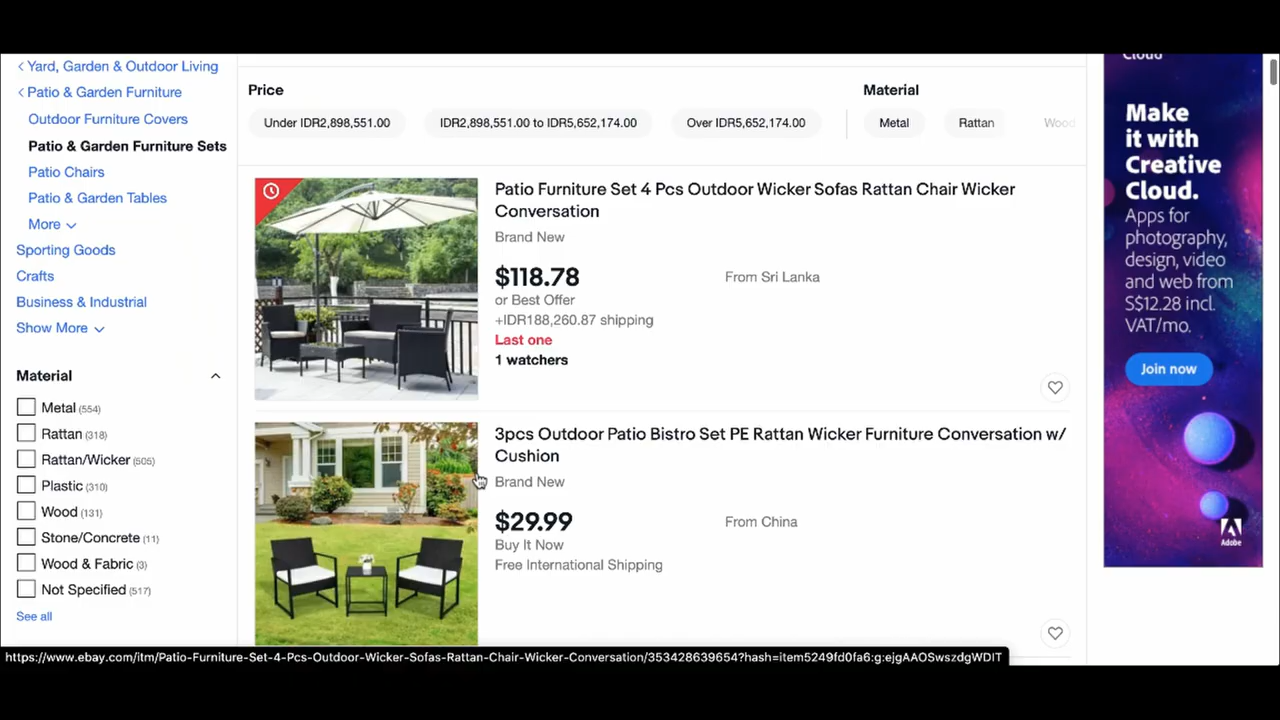 Yard, Garden & Outdoor Living
Patio & Garden Furniture
Outdoor Furniture Covers
Patio & Garden Furniture Sets
Patio Chairs
Patio & Garden Tables
More
Sporting Goods
Crafts
Business & Industrial
Show More
Material
Metal (554)
Rattan (318)
Rattan/Wicker (505)
Plastic (310)
Wood (131)
Stone/Concrete (11)
Wood & Fabric (3)
Not Specified (517)
See all
Price
Under IDR2,898,551.00
IDR2,898,551.00 to IDR5,652,174.00
Over IDR5,652,174.00
Material
Metal
Rattan
Wood
Patio Furniture Set 4 Pcs Outdoor Wicker Sofas Rattan Chair Wicker
Conversation
Brand New
$118.78
From Sri Lanka
or Best Offer
+IDR188,260.87 shipping
Last one
1 watchers
3pcs Outdoor Patio Bistro Set PE Rattan Wicker Furniture Conversation w/
Cushion
Brand New
$29.99
From China
Buy It Now
Free International Shipping
Cloud
Make
it with
Creative
Cloud.
Apps for
photography,
design, video
and web from
S$12.28 incl.
VAT/mo.
Join now
Adobe
https://www.ebay.com/itm/Patio-Furniture-Set-4-Pcs-Outdoor-Wicker-Sofas-Rattan-Chair-Wicker-Conversation/353428639654?hash=item5249fd0fa6:g:ejgAAOSwszdgWDIT